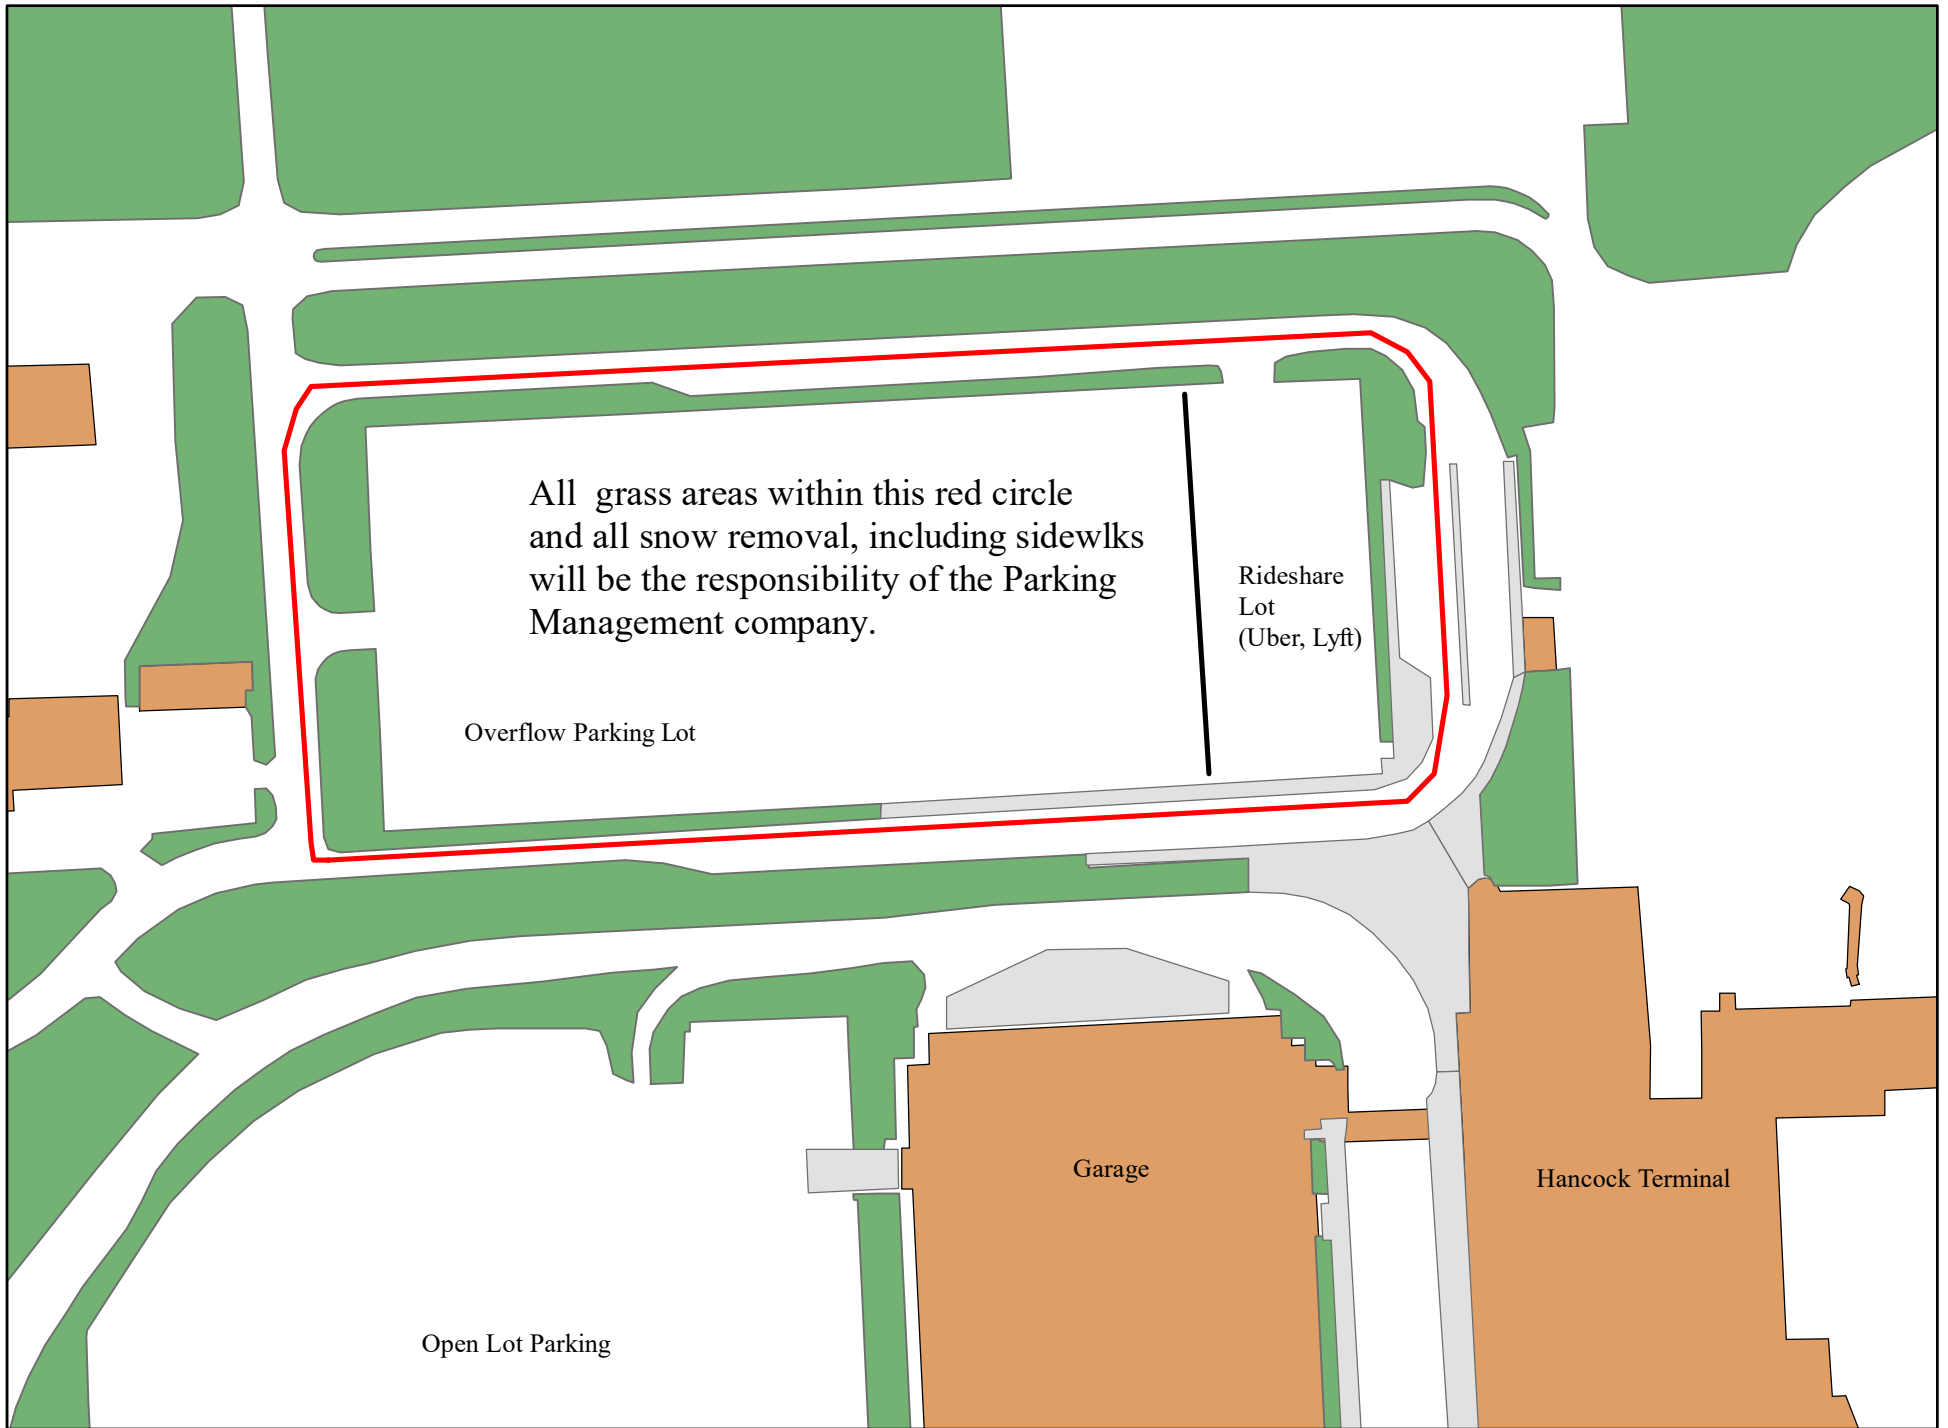 All  grass areas within this red circle
and all snow removal, including sidewlks
will be the responsibility of the Parking
Management company.
Rideshare
Lot
(Uber, Lyft)
Overflow Parking Lot
Garage
Hancock Terminal
Open Lot Parking